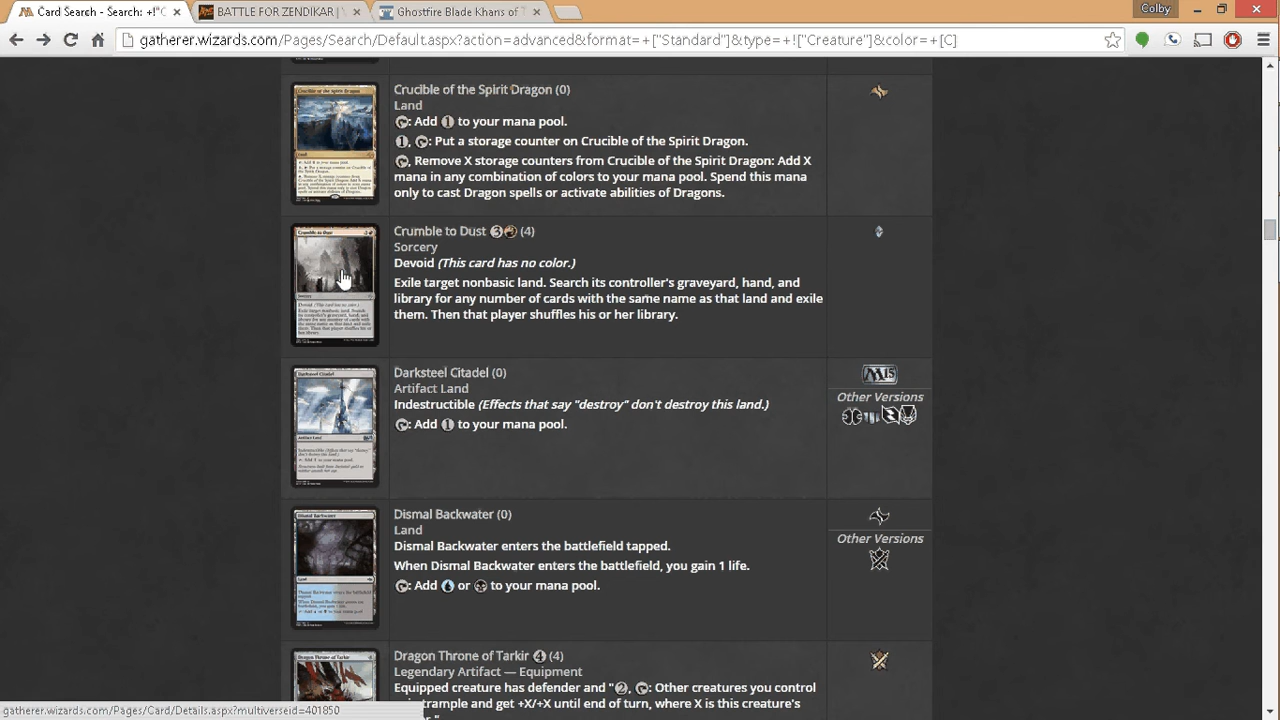 Card Search - Search: +!"C
BATTLE FOR ZENDIKAR |
Ghostfire Blade (Khans of T
Colby
gatherer.wizards.com/Pages/Search/Default.aspx?action=advanced&format=+["Standard"]&type=+!["Creature"]&color=+[C]
Crucible of the Spirit Dragon (0)
Land
: Add 1 to your mana pool.
1, : Put a storage counter on Crucible of the Spirit Dragon.
, Remove X storage counters from Crucible of the Spirit Dragon: Add X
mana in any combination of colors to your mana pool. Spend this mana
only to cast Dragon spells or activate abilities of Dragons.
Crumble to Dust 3 (4)
Sorcery
Devoid (This card has no color.)
Exile target nonbasic land. Search its controller's graveyard, hand, and
library for any number of cards with the same name as that land and exile
them. Then that player shuffles his or her library.
Darksteel Citadel (0)
Artifact Land
Indestructible (Effects that say "destroy" don't destroy this land.)
: Add 1 to your mana pool.
M15
Other Versions
Dismal Backwater (0)
Land
Dismal Backwater enters the battlefield tapped.
When Dismal Backwater enters the battlefield, you gain 1 life.
: Add or to your mana pool.
Other Versions
Dragon Throne of Tarkir 4 (4)
Legendary Artifact — Equipment
Equipped creature has defender and "2, : Other creatures you control
gain trample and get +X/+X until end of turn, where X is this creature's
gatherer.wizards.com/Pages/Card/Details.aspx?multiverseid=401850